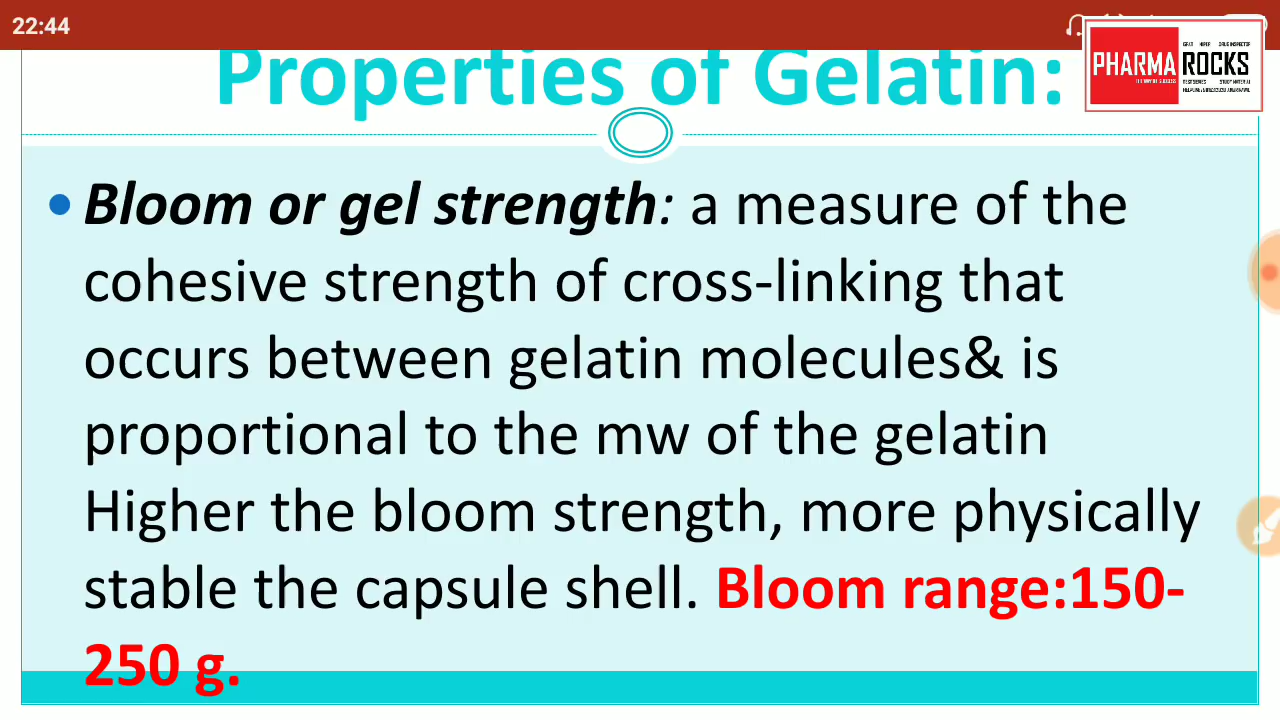 22:44
Properties of Gelatin:
PHARMA ROCKS
Bloom or gel strength: a measure of the
cohesive strength of cross-linking that
occurs between gelatin molecules& is
proportional to the mw of the gelatin
Higher the bloom strength, more physically
stable the capsule shell. Bloom range:150-
250 g.